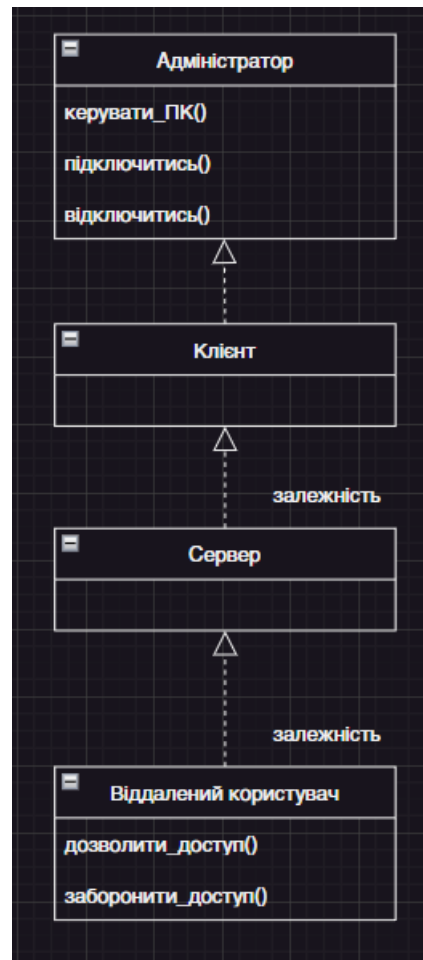 Адміністратор
керувати_ПК()
підключитись()
відключитись()
Клієнт
залежність
Сервер
залежність
Віддалений користувач
дозволити_доступ()
заборонити_доступ()